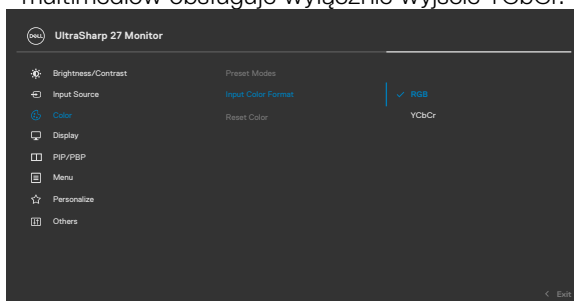 multimediów obsługuje wyłącznie wyjście YCbCr.
DELL UltraSharp 27 Monitor
Brightness/Contrast Preset Modes
Input Source Input Color Format RGB
Color Reset Color YCbCr
Display
PIP/PBP
Menu
Personalize
Others
Exit